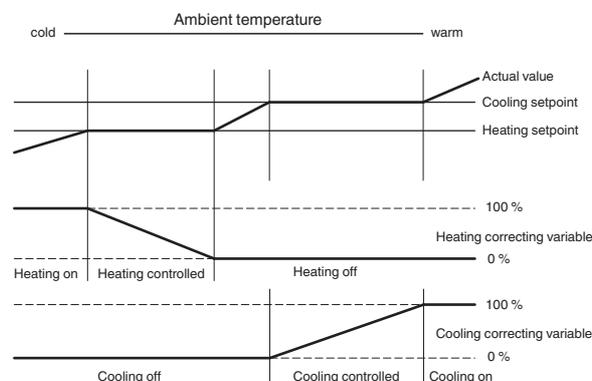 Ambient temperature
cold
warm
Actual value
Cooling setpoint
Heating setpoint
100 %
Heating correcting variable
0 %
Heating on
Heating controlled
Heating off
100 %
Cooling correcting variable
0 %
Cooling off
Cooling controlled
Cooling on